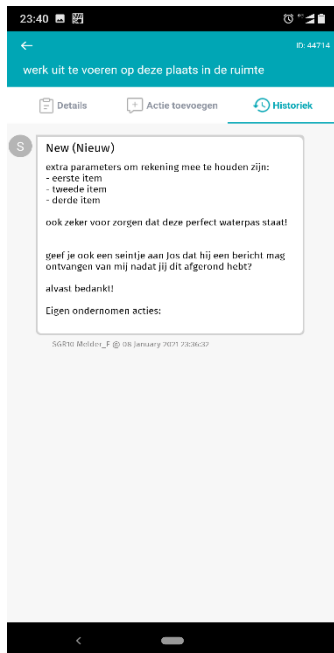 23:40
ID: 44714
werk uit te voeren op deze plaats in de ruimte
Details
Actie toevoegen
Historiek
S
New (Nieuw)
extra parameters om rekening mee te houden zijn:
- eerste item
- tweede item
- derde item
ook zeker voor zorgen dat deze perfect waterpas staat!
geef je ook een seintje aan Jos dat hij een bericht mag
ontvangen van mij nadat jij dit afgerond hebt?
alvast bedankt!
Eigen ondernomen acties:
SGR10 Melder_F @ 08 January 2021 23:36:32